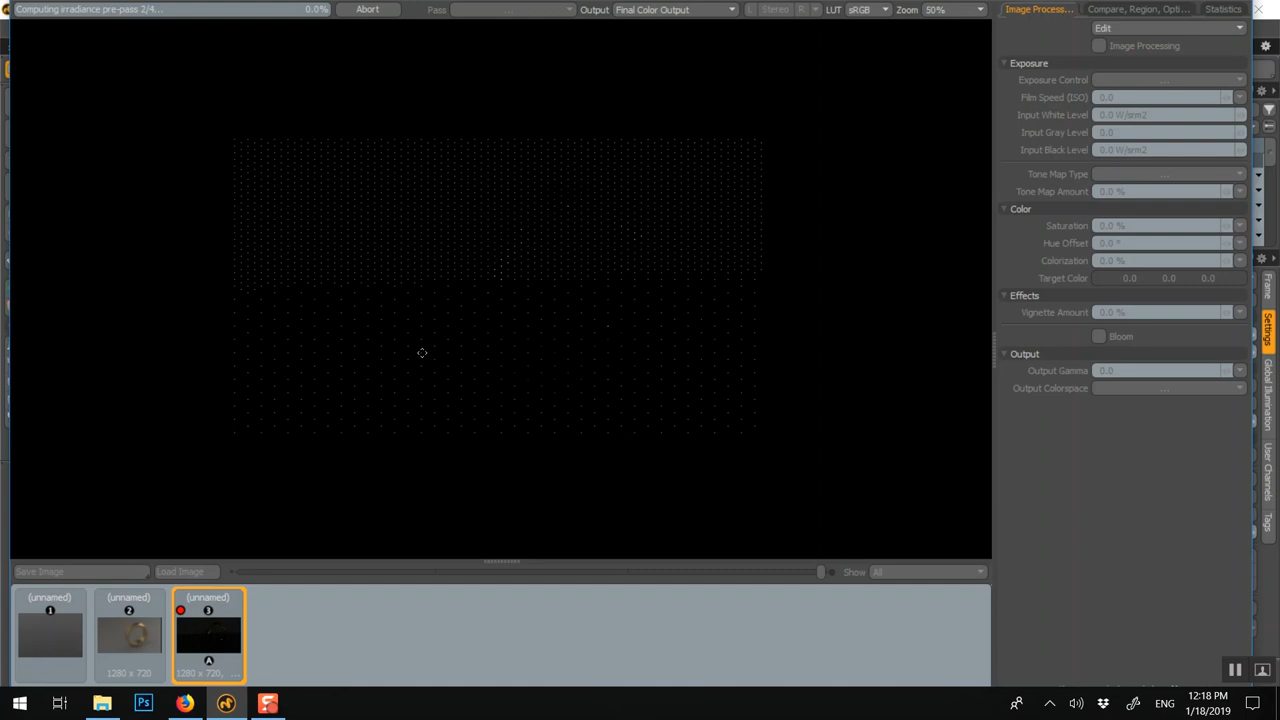 Computing irradiance pre-pass 2/4... 0.0% Abort Pass ... Output Final Color Output L Stereo R LUT sRGB Zoom 50% Image Process... Compare, Region, Opti... Statistics
Edit
Image Processing
Exposure
Exposure Control ...
Film Speed (ISO) 0.0
Input White Level 0.0 W/srm2
Input Gray Level 0.0
Input Black Level 0.0 W/srm2
Tone Map Type ...
Tone Map Amount 0.0 %
Color
Saturation 0.0 %
Hue Offset 0.0 °
Colorization 0.0 %
Target Color 0.0 0.0 0.0
Effects
Vignette Amount 0.0 %
Bloom
Output
Output Gamma 0.0
Output Colorspace ...
Frame
Settings
Global Illumination
User Channels
Tags
Save Image Load Image Show All
(unnamed) (unnamed) (unnamed)
1 2 3
A
1280 x 720 1280 x 720, ...
Ps ENG 12:18 PM
1/18/2019